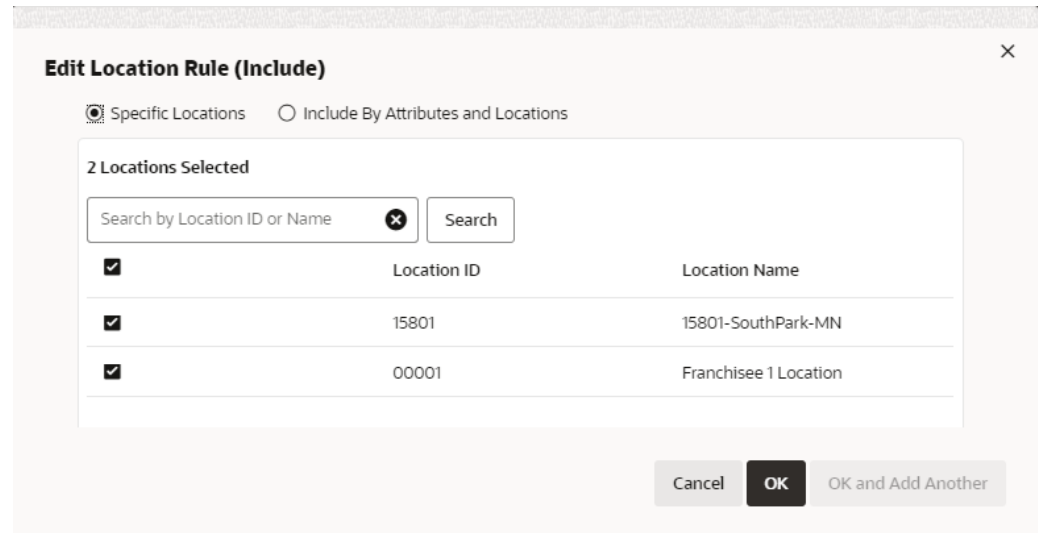 Edit Location Rule (Include)
Specific Locations Include By Attributes and Locations
2 Locations Selected
Search by Location ID or Name Search
Location ID Location Name
15801 15801-SouthPark-MN
00001 Franchisee 1 Location
Cancel OK OK and Add Another